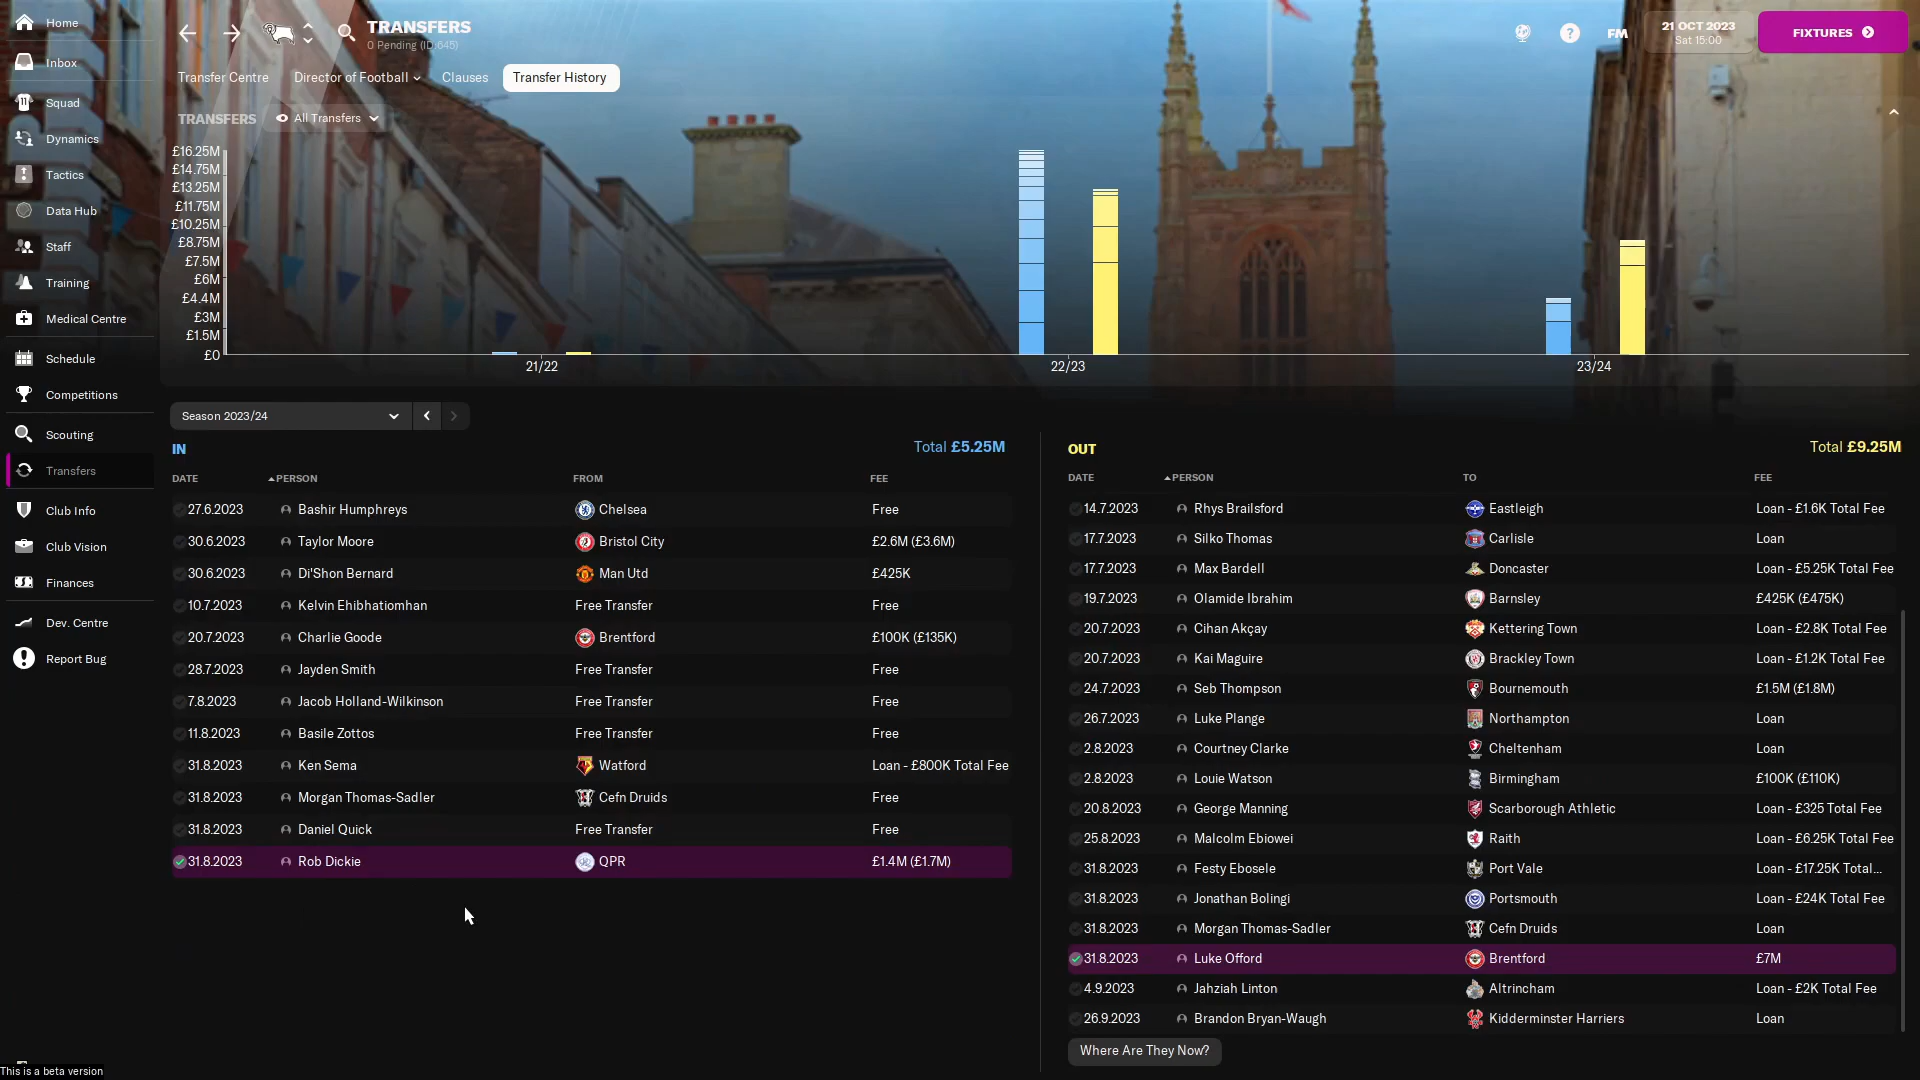 Home
Inbox
Squad
Dynamics
Tactics
Data Hub
Staff
Training
Medical Centre
Schedule
Competitions
Scouting
Transfers
Club Info
Club Vision
Finances
Dev. Centre
Report Bug
This is a beta version
TRANSFERS
0 Pending (ID:645)
FM
21 OCT 2023
Sat 15:00
FIXTURES
Transfer Centre Director of Football Clauses Transfer History
TRANSFERS All Transfers
£16.25M
£14.75M
£13.25M
£11.75M
£10.25M
£8.75M
£7.5M
£6M
£4.4M
£3M
£1.5M
£0
21/22 22/23 23/24
Season 2023/24
IN Total £5.25M
DATE PERSON FROM FEE
27.6.2023 Bashir Humphreys Chelsea Free
30.6.2023 Taylor Moore Bristol City £2.6M (£3.6M)
30.6.2023 Di'Shon Bernard Man Utd £425K
10.7.2023 Kelvin Ehibhatiomhan Free Transfer Free
20.7.2023 Charlie Goode Brentford £100K (£135K)
28.7.2023 Jayden Smith Free Transfer Free
7.8.2023 Jacob Holland-Wilkinson Free Transfer Free
11.8.2023 Basile Zottos Free Transfer Free
31.8.2023 Ken Sema Watford Loan - £800K Total Fee
31.8.2023 Morgan Thomas-Sadler Cefn Druids Free
31.8.2023 Daniel Quick Free Transfer Free
31.8.2023 Rob Dickie QPR £1.4M (£1.7M)
OUT Total £9.25M
DATE PERSON TO FEE
14.7.2023 Rhys Brailsford Eastleigh Loan - £1.6K Total Fee
17.7.2023 Silko Thomas Carlisle Loan
17.7.2023 Max Bardell Doncaster Loan - £5.25K Total Fee
19.7.2023 Olamide Ibrahim Barnsley £425K (£475K)
20.7.2023 Cihan Akçay Kettering Town Loan - £2.8K Total Fee
20.7.2023 Kai Maguire Brackley Town Loan - £1.2K Total Fee
24.7.2023 Seb Thompson Bournemouth £1.5M (£1.8M)
26.7.2023 Luke Plange Northampton Loan
2.8.2023 Courtney Clarke Cheltenham Loan
2.8.2023 Louie Watson Birmingham £100K (£110K)
20.8.2023 George Manning Scarborough Athletic Loan - £325 Total Fee
25.8.2023 Malcolm Ebiowei Raith Loan - £6.25K Total Fee
31.8.2023 Festy Ebosele Port Vale Loan - £17.25K Total...
31.8.2023 Jonathan Bolingi Portsmouth Loan - £24K Total Fee
31.8.2023 Morgan Thomas-Sadler Cefn Druids Loan
31.8.2023 Luke Offord Brentford £7M
4.9.2023 Jahziah Linton Altrincham Loan - £2K Total Fee
26.9.2023 Brandon Bryan-Waugh Kidderminster Harriers Loan
Where Are They Now?